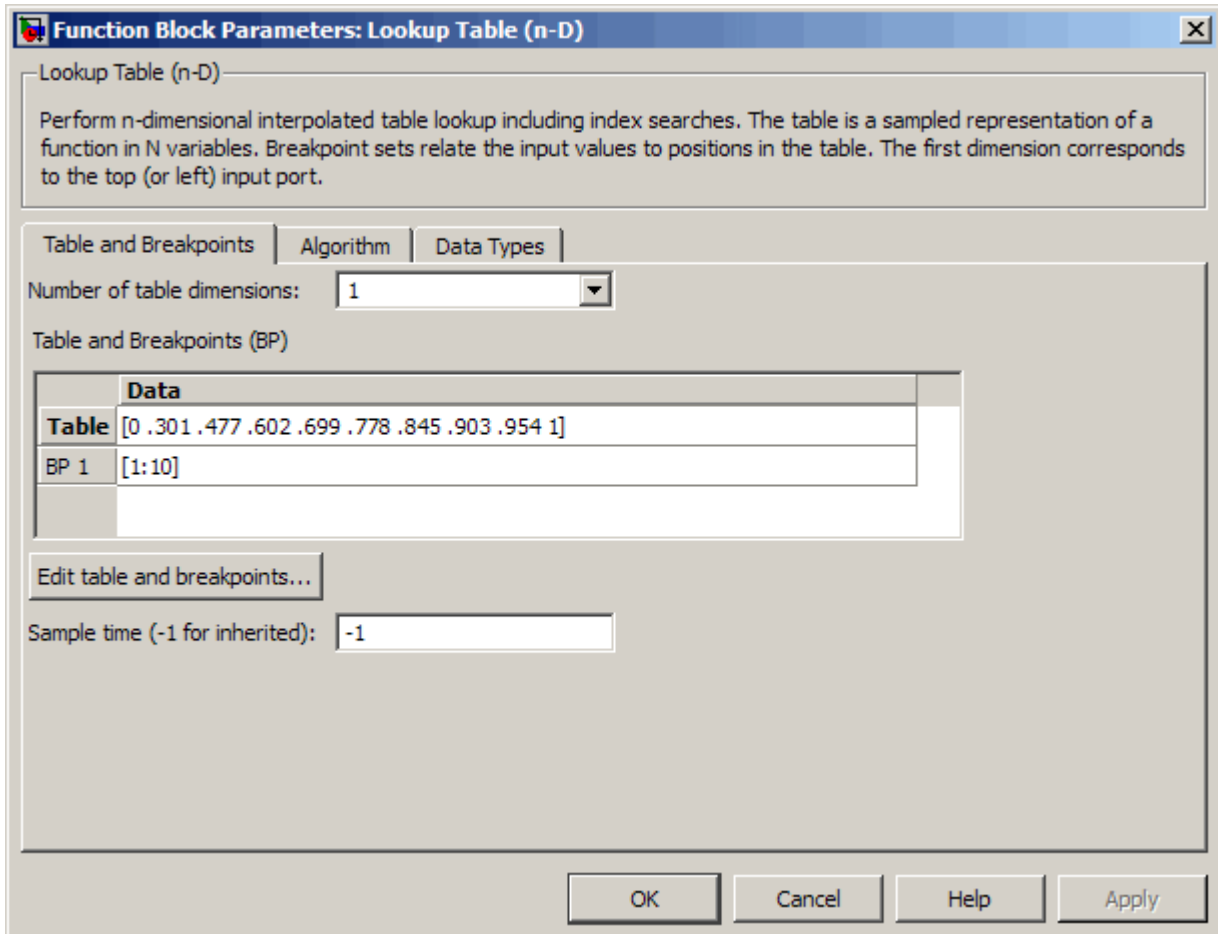 Function Block Parameters: Lookup Table (n-D)
Lookup Table (n-D)
Perform n-dimensional interpolated table lookup including index searches. The table is a sampled representation of a
function in N variables. Breakpoint sets relate the input values to positions in the table. The first dimension corresponds
to the top (or left) input port.
Table and Breakpoints Algorithm Data Types
Number of table dimensions: 1
Table and Breakpoints (BP)
Data
Table [0 .301 .477 .602 .699 .778 .845 .903 .954 1]
BP 1 [1:10]
Edit table and breakpoints...
Sample time (-1 for inherited): -1
OK Cancel Help Apply